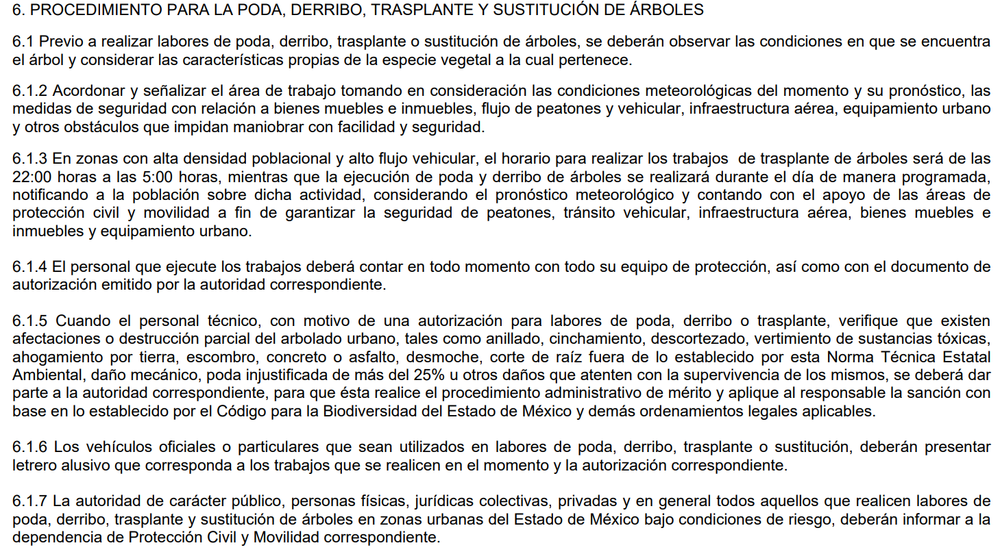 6. PROCEDIMIENTO PARA LA PODA, DERRIBO, TRASPLANTE Y SUSTITUCIÓN DE ÁRBOLES
6.1 Previo a realizar labores de poda, derribo, trasplante o sustitución de árboles, se deberán observar las condiciones en que se encuentra
el árbol y considerar las características propias de la especie vegetal a la cual pertenece.
6.1.2 Acordonar y señalizar el área de trabajo tomando en consideración las condiciones meteorológicas del momento y su pronóstico, las
medidas de seguridad con relación a bienes muebles e inmuebles, flujo de peatones y vehicular, infraestructura aérea, equipamiento urbano
y otros obstáculos que impidan maniobrar con facilidad y seguridad.
6.1.3 En zonas con alta densidad poblacional y alto flujo vehicular, el horario para realizar los trabajos  de trasplante de árboles será de las
22:00 horas a las 5:00 horas, mientras que la ejecución de poda y derribo de árboles se realizará durante el día de manera programada,
notificando a la población sobre dicha actividad, considerando el pronóstico meteorológico y contando con el apoyo de las áreas de
protección civil y movilidad a fin de garantizar la seguridad de peatones, tránsito vehicular, infraestructura aérea, bienes muebles e
inmuebles y equipamiento urbano.
6.1.4 El personal que ejecute los trabajos deberá contar en todo momento con todo su equipo de protección, así como con el documento de
autorización emitido por la autoridad correspondiente.
6.1.5 Cuando el personal técnico, con motivo de una autorización para labores de poda, derribo o trasplante, verifique que existen
afectaciones o destrucción parcial del arbolado urbano, tales como anillado, cinchamiento, descortezado, vertimiento de sustancias tóxicas,
ahogamiento por tierra, escombro, concreto o asfalto, desmoche, corte de raíz fuera de lo establecido por esta Norma Técnica Estatal
Ambiental, daño mecánico, poda injustificada de más del 25% u otros daños que atenten con la supervivencia de los mismos, se deberá dar
parte a la autoridad correspondiente, para que ésta realice el procedimiento administrativo de mérito y aplique al responsable la sanción con
base en lo establecido por el Código para la Biodiversidad del Estado de México y demás ordenamientos legales aplicables.
6.1.6 Los vehículos oficiales o particulares que sean utilizados en labores de poda, derribo, trasplante o sustitución, deberán presentar
letrero alusivo que corresponda a los trabajos que se realicen en el momento y la autorización correspondiente.
6.1.7 La autoridad de carácter público, personas físicas, jurídicas colectivas, privadas y en general todos aquellos que realicen labores de
poda, derribo, trasplante y sustitución de árboles en zonas urbanas del Estado de México bajo condiciones de riesgo, deberán informar a la
dependencia de Protección Civil y Movilidad correspondiente.